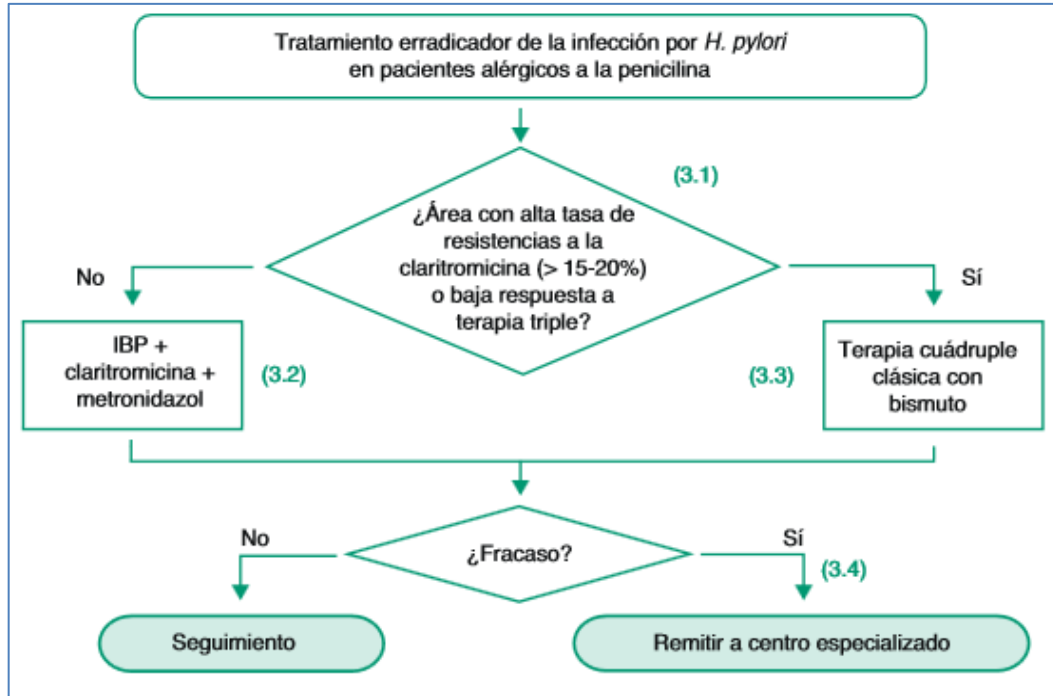 Tratamiento erradicador de la infección por H. pylori
en pacientes alérgicos a la penicilina
(3.1)
¿Área con alta tasa de
resistencias a la
claritromicina (> 15-20%)
o baja respuesta a
terapia triple?
No
Sí
IBP +
claritromicina +
metronidazol
(3.2)
(3.3)
Terapia cuádruple
clásica con
bismuto
No
¿Fracaso?
Sí
(3.4)
Seguimiento
Remitir a centro especializado